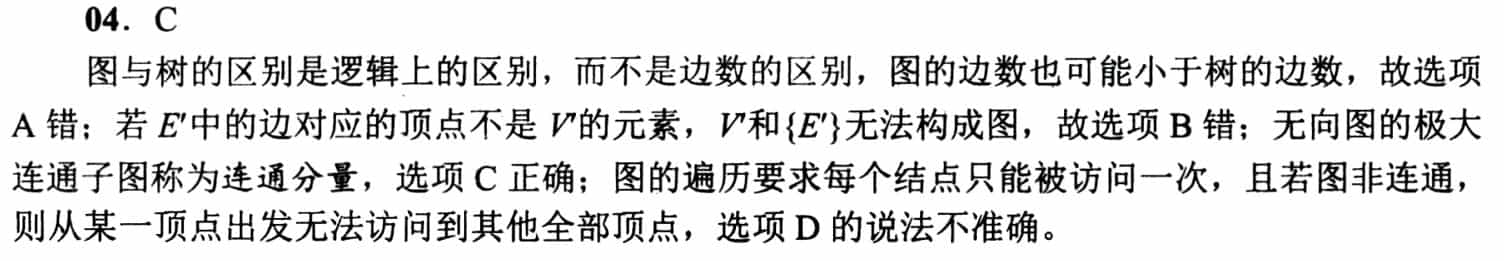 04. C
图与树的区别是逻辑上的区别，而不是边数的区别，图的边数也可能小于树的边数，故选项
A 错；若 E′中的边对应的顶点不是 V′的元素，V′和{E′}无法构成图，故选项 B 错；无向图的极大
连通子图称为连通分量，选项 C 正确；图的遍历要求每个结点只能被访问一次，且若图非连通，
则从某一顶点出发无法访问到其他全部顶点，选项 D 的说法不准确。